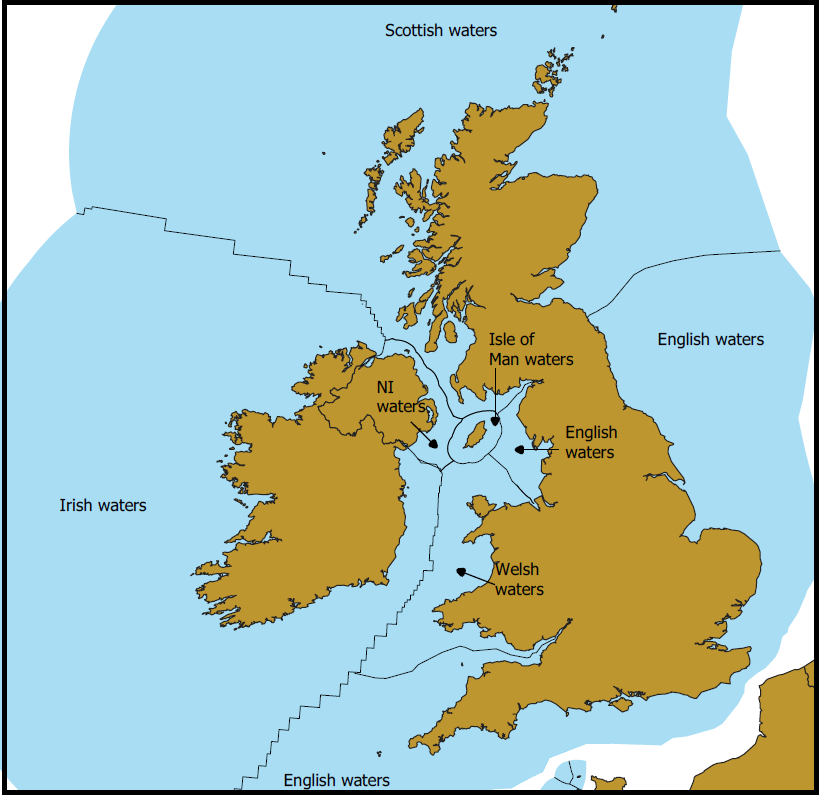 Scottish waters
Isle of
Man waters
English waters
NI
waters
English
waters
Irish waters
Welsh
waters
English waters